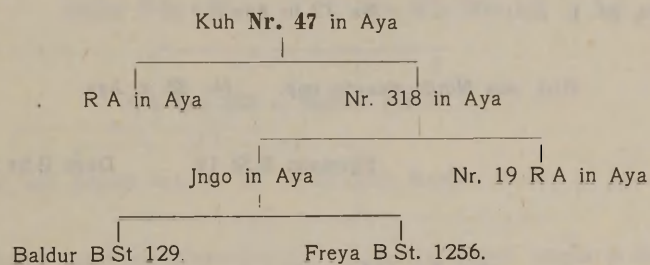 Kuh Nr. 47 in Aya
R A in Aya Nr. 318 in Aya
Jngo in Aya Nr. 19 R A in Aya
Baldur B St 129. Freya B St. 1256.